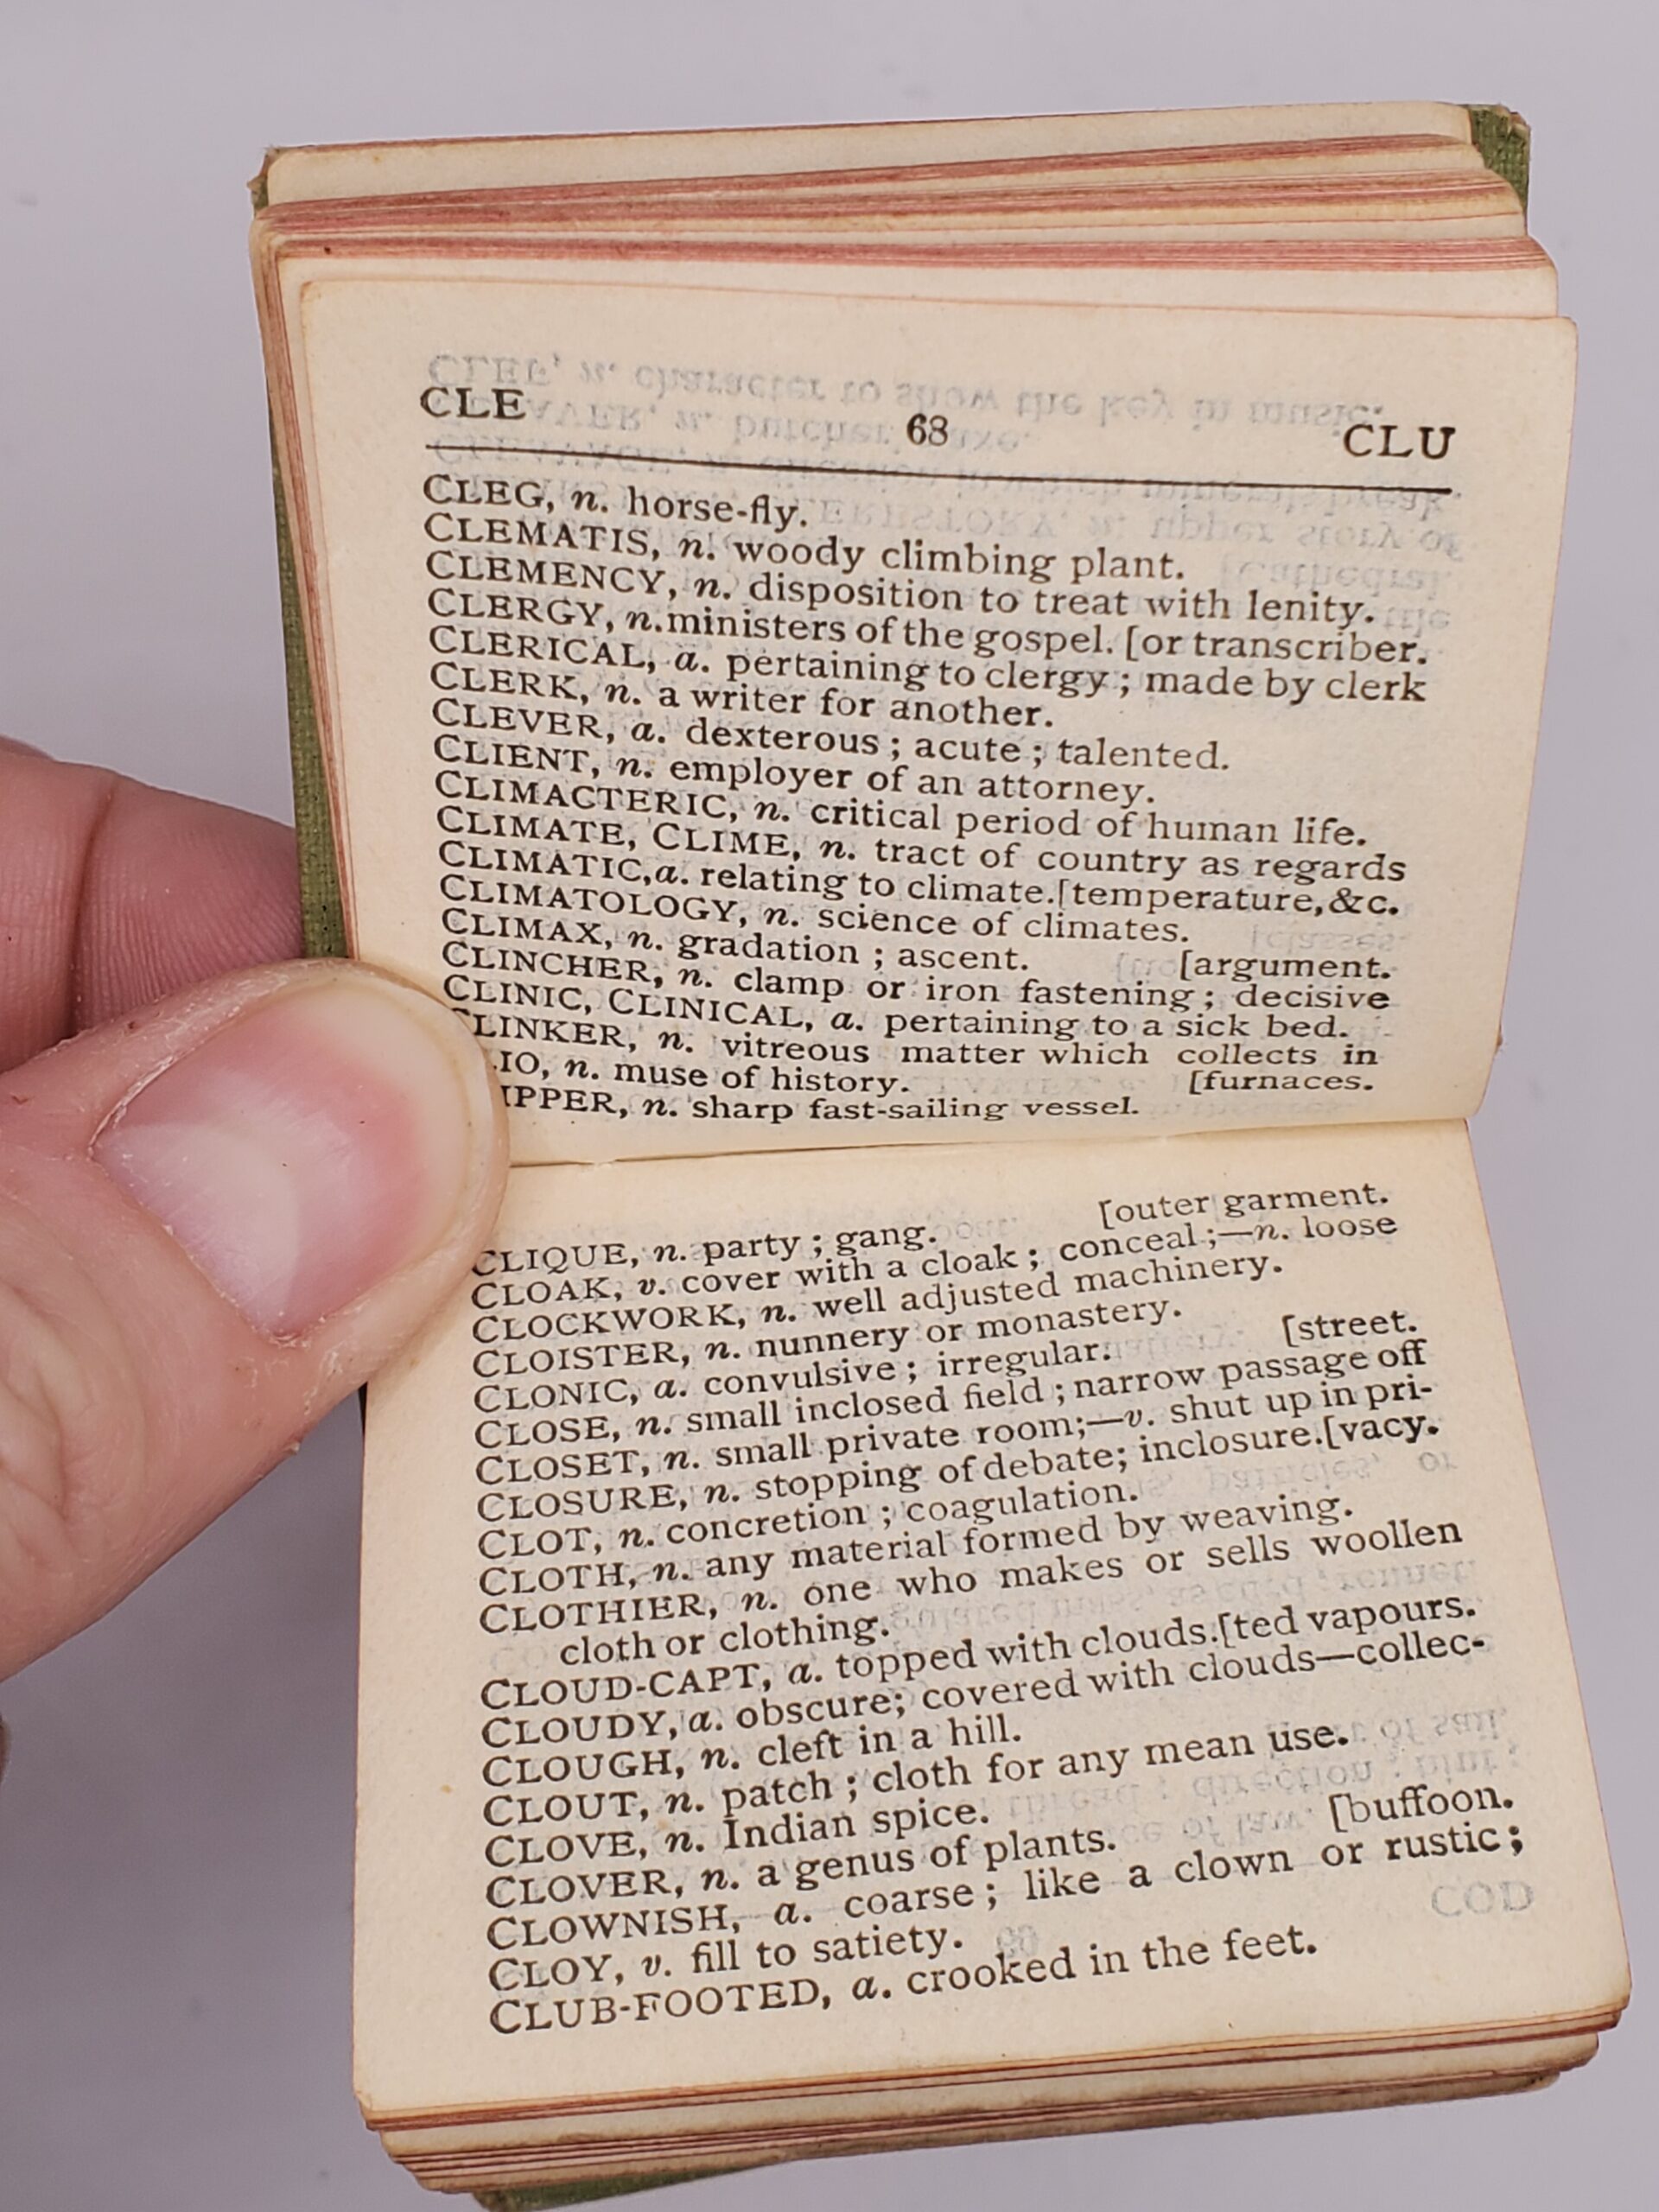 CLE 68 CLU
CLEG, n. horse-fly.
CLEMATIS, n. woody climbing plant.
CLEMENCY, n. disposition to treat with lenity.
CLERGY, n. ministers of the gospel. [or transcriber.
CLERICAL, a. pertaining to clergy ; made by clerk
CLERK, n. a writer for another.
CLEVER, a. dexterous ; acute ; talented.
CLIENT, n. employer of an attorney.
CLIMACTERIC, n. critical period of human life.
CLIMATE, CLIME, n. tract of country as regards
CLIMATIC, a. relating to climate. [temperature, &c.
CLIMATOLOGY, n. science of climates.
CLIMAX, n. gradation ; ascent. [argument.
CLINCHER, n. clamp or iron fastening ; decisive
CLINIC, CLINICAL, a. pertaining to a sick bed.
CLINKER, n. vitreous matter which collects in
LIO, n. muse of history. [furnaces.
IPPER, n. sharp fast-sailing vessel.
[outer garment.
CLIQUE, n. party ; gang.
CLOAK, v. cover with a cloak ; conceal ;—n. loose
CLOCKWORK, n. well adjusted machinery.
CLOISTER, n. nunnery or monastery.
CLONIC, a. convulsive ; irregular. [street.
CLOSE, n. small inclosed field ; narrow passage off
CLOSET, n. small private room;—v. shut up in pri-
CLOSURE, n. stopping of debate; inclosure. [vacy.
CLOT, n. concretion ; coagulation.
CLOTH, n. any material formed by weaving.
CLOTHIER, n. one who makes or sells woollen
cloth or clothing.
CLOUD-CAPT, a. topped with clouds. [ted vapours.
CLOUDY, a. obscure; covered with clouds—collec-
CLOUGH, n. cleft in a hill.
CLOUT, n. patch ; cloth for any mean use.
CLOVE, n. Indian spice.
CLOVER, n. a genus of plants. [buffoon.
CLOWNISH, a. coarse ; like a clown or rustic ;
CLOY, v. fill to satiety.
CLUB-FOOTED, a. crooked in the feet.